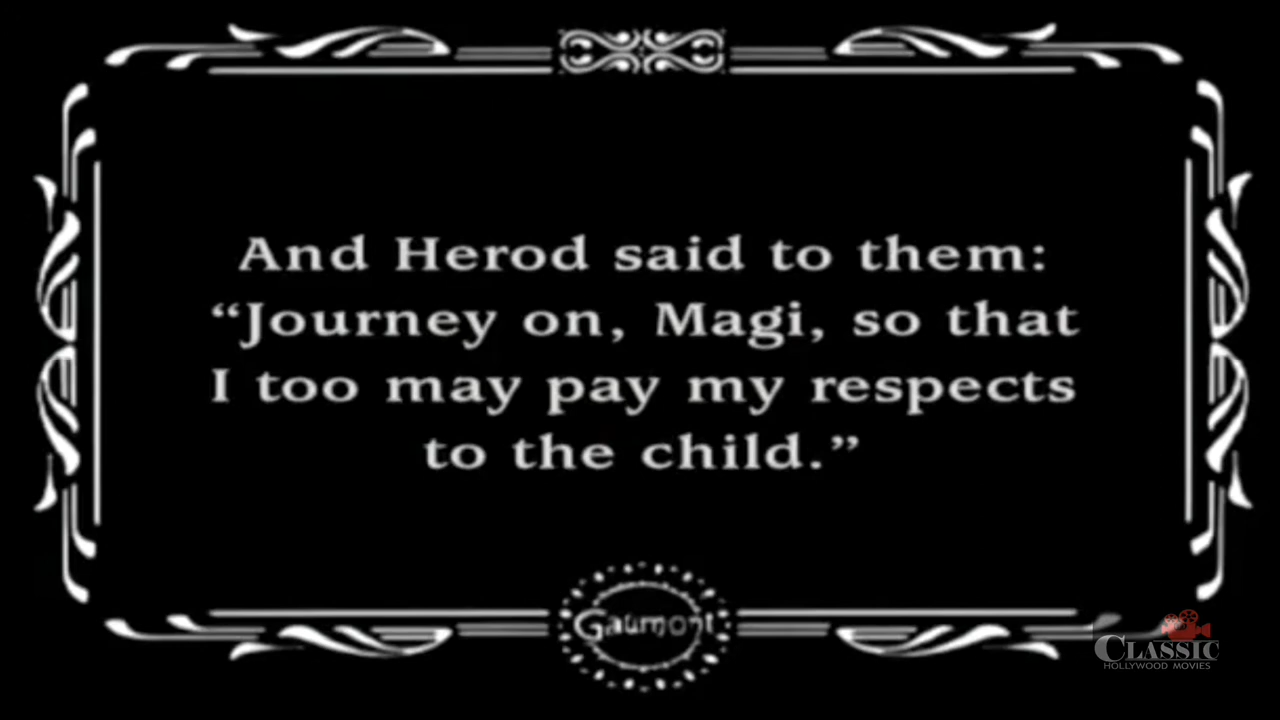 And Herod said to them:
“Journey on, Magi, so that
I too may pay my respects
to the child.”
Gaumont
CLASSIC
HOLLYWOOD MOVIES